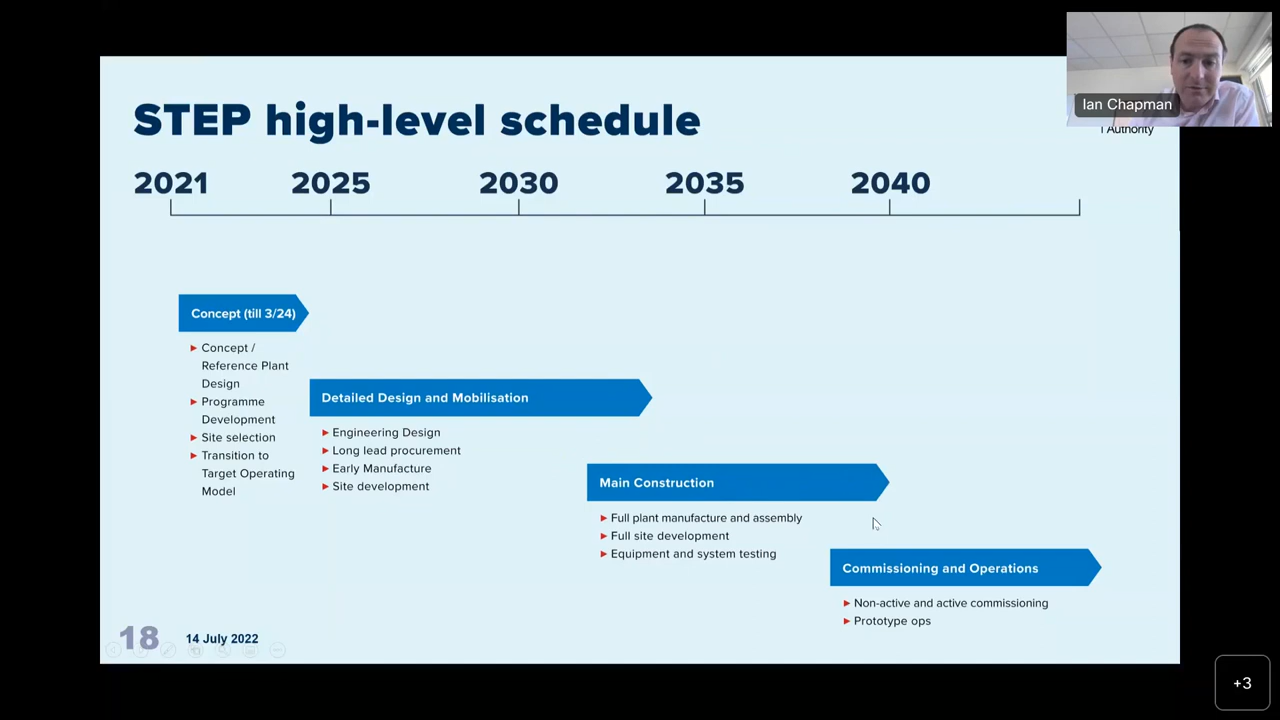 Ian Chapman
Authority
STEP high-level schedule
2021 2025 2030 2035 2040
Concept (till 3/24)
Concept /
Reference Plant
Design
Programme
Development
Site selection
Transition to
Target Operating
Model
Detailed Design and Mobilisation
Engineering Design
Long lead procurement
Early Manufacture
Site development
Main Construction
Full plant manufacture and assembly
Full site development
Equipment and system testing
Commissioning and Operations
Non-active and active commissioning
Prototype ops
18 14 July 2022
+3